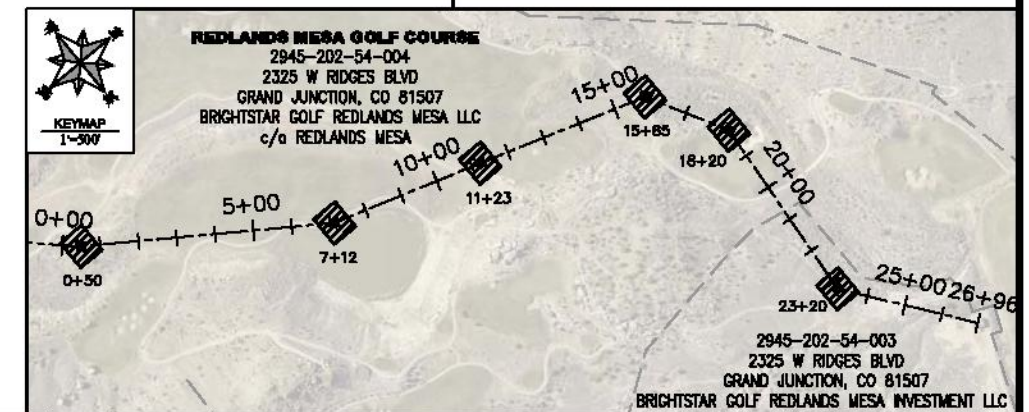 KEYMAP
1"=500'
REDLANDS MESA GOLF COURSE
2945-202-54-004
2325 W RIDGES BLVD
GRAND JUNCTION, CO 81507
BRIGHTSTAR GOLF REDLANDS MESA LLC
c/o REDLANDS MESA
0+00
0+50
5+00
7+12
10+00
11+23
15+00
15+65
18+20
20+00
23+20
25+00
26+96
2945-202-54-003
2325 W RIDGES BLVD
GRAND JUNCTION, CO 81507
BRIGHTSTAR GOLF REDLANDS MESA INVESTMENT LLC